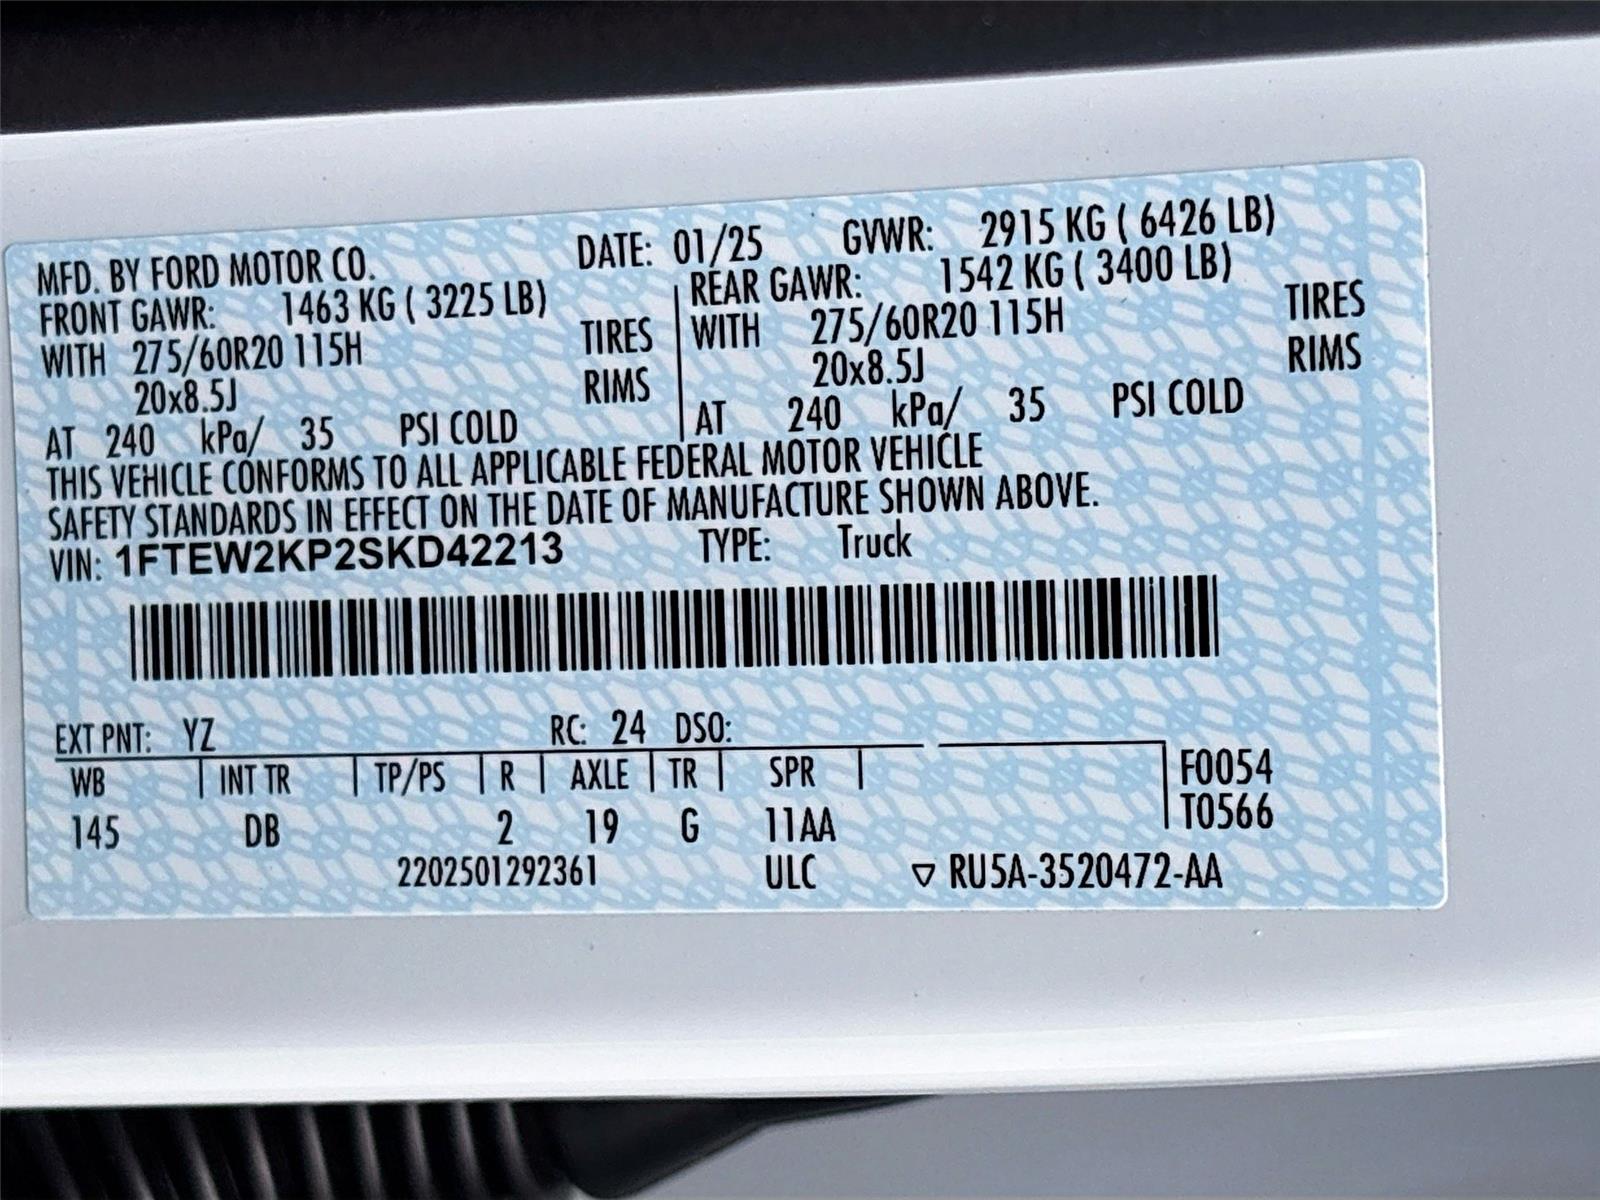 MFD. BY FORD MOTOR CO. DATE: 01/25 GVWR: 2915 KG ( 6426 LB)
FRONT GAWR: 1463 KG ( 3225 LB) REAR GAWR: 1542 KG ( 3400 LB)
WITH 275/60R20 115H TIRES WITH 275/60R20 115H TIRES
20x8.5J RIMS 20x8.5J RIMS
AT 240 kPa/ 35 PSI COLD AT 240 kPa/ 35 PSI COLD
THIS VEHICLE CONFORMS TO ALL APPLICABLE FEDERAL MOTOR VEHICLE
SAFETY STANDARDS IN EFFECT ON THE DATE OF MANUFACTURE SHOWN ABOVE.
VIN: 1FTEW2KP2SKD42213 TYPE: Truck
EXT PNT: YZ RC: 24 DSO:
WB INT TR TP/PS R AXLE TR SPR F0054
145 DB 2 19 G 11AA T0566
2202501292361 ULC ▽ RU5A-3520472-AA